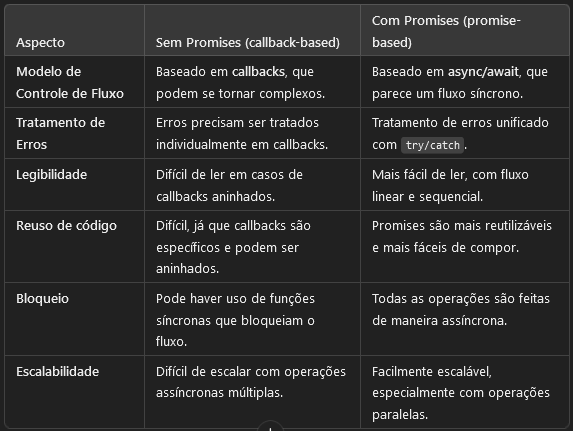 Aspecto
Sem Promises (callback-based)
Com Promises (promise-
based)
Modelo de
Controle de Fluxo
Baseado em callbacks, que
podem se tornar complexos.
Baseado em async/await, que
parece um fluxo síncrono.
Tratamento de
Erros
Erros precisam ser tratados
individualmente em callbacks.
Tratamento de erros unificado
com try/catch.
Legibilidade
Difícil de ler em casos de
callbacks aninhados.
Mais fácil de ler, com fluxo
linear e sequencial.
Reuso de código
Difícil, já que callbacks são
específicos e podem ser
aninhados.
Promises são mais reutilizáveis
e mais fáceis de compor.
Bloqueio
Pode haver uso de funções
síncronas que bloqueiam o
fluxo.
Todas as operações são feitas
de maneira assíncrona.
Escalabilidade
Difícil de escalar com operações
assíncronas múltiplas.
Facilmente escalável,
especialmente com operações
paralelas.